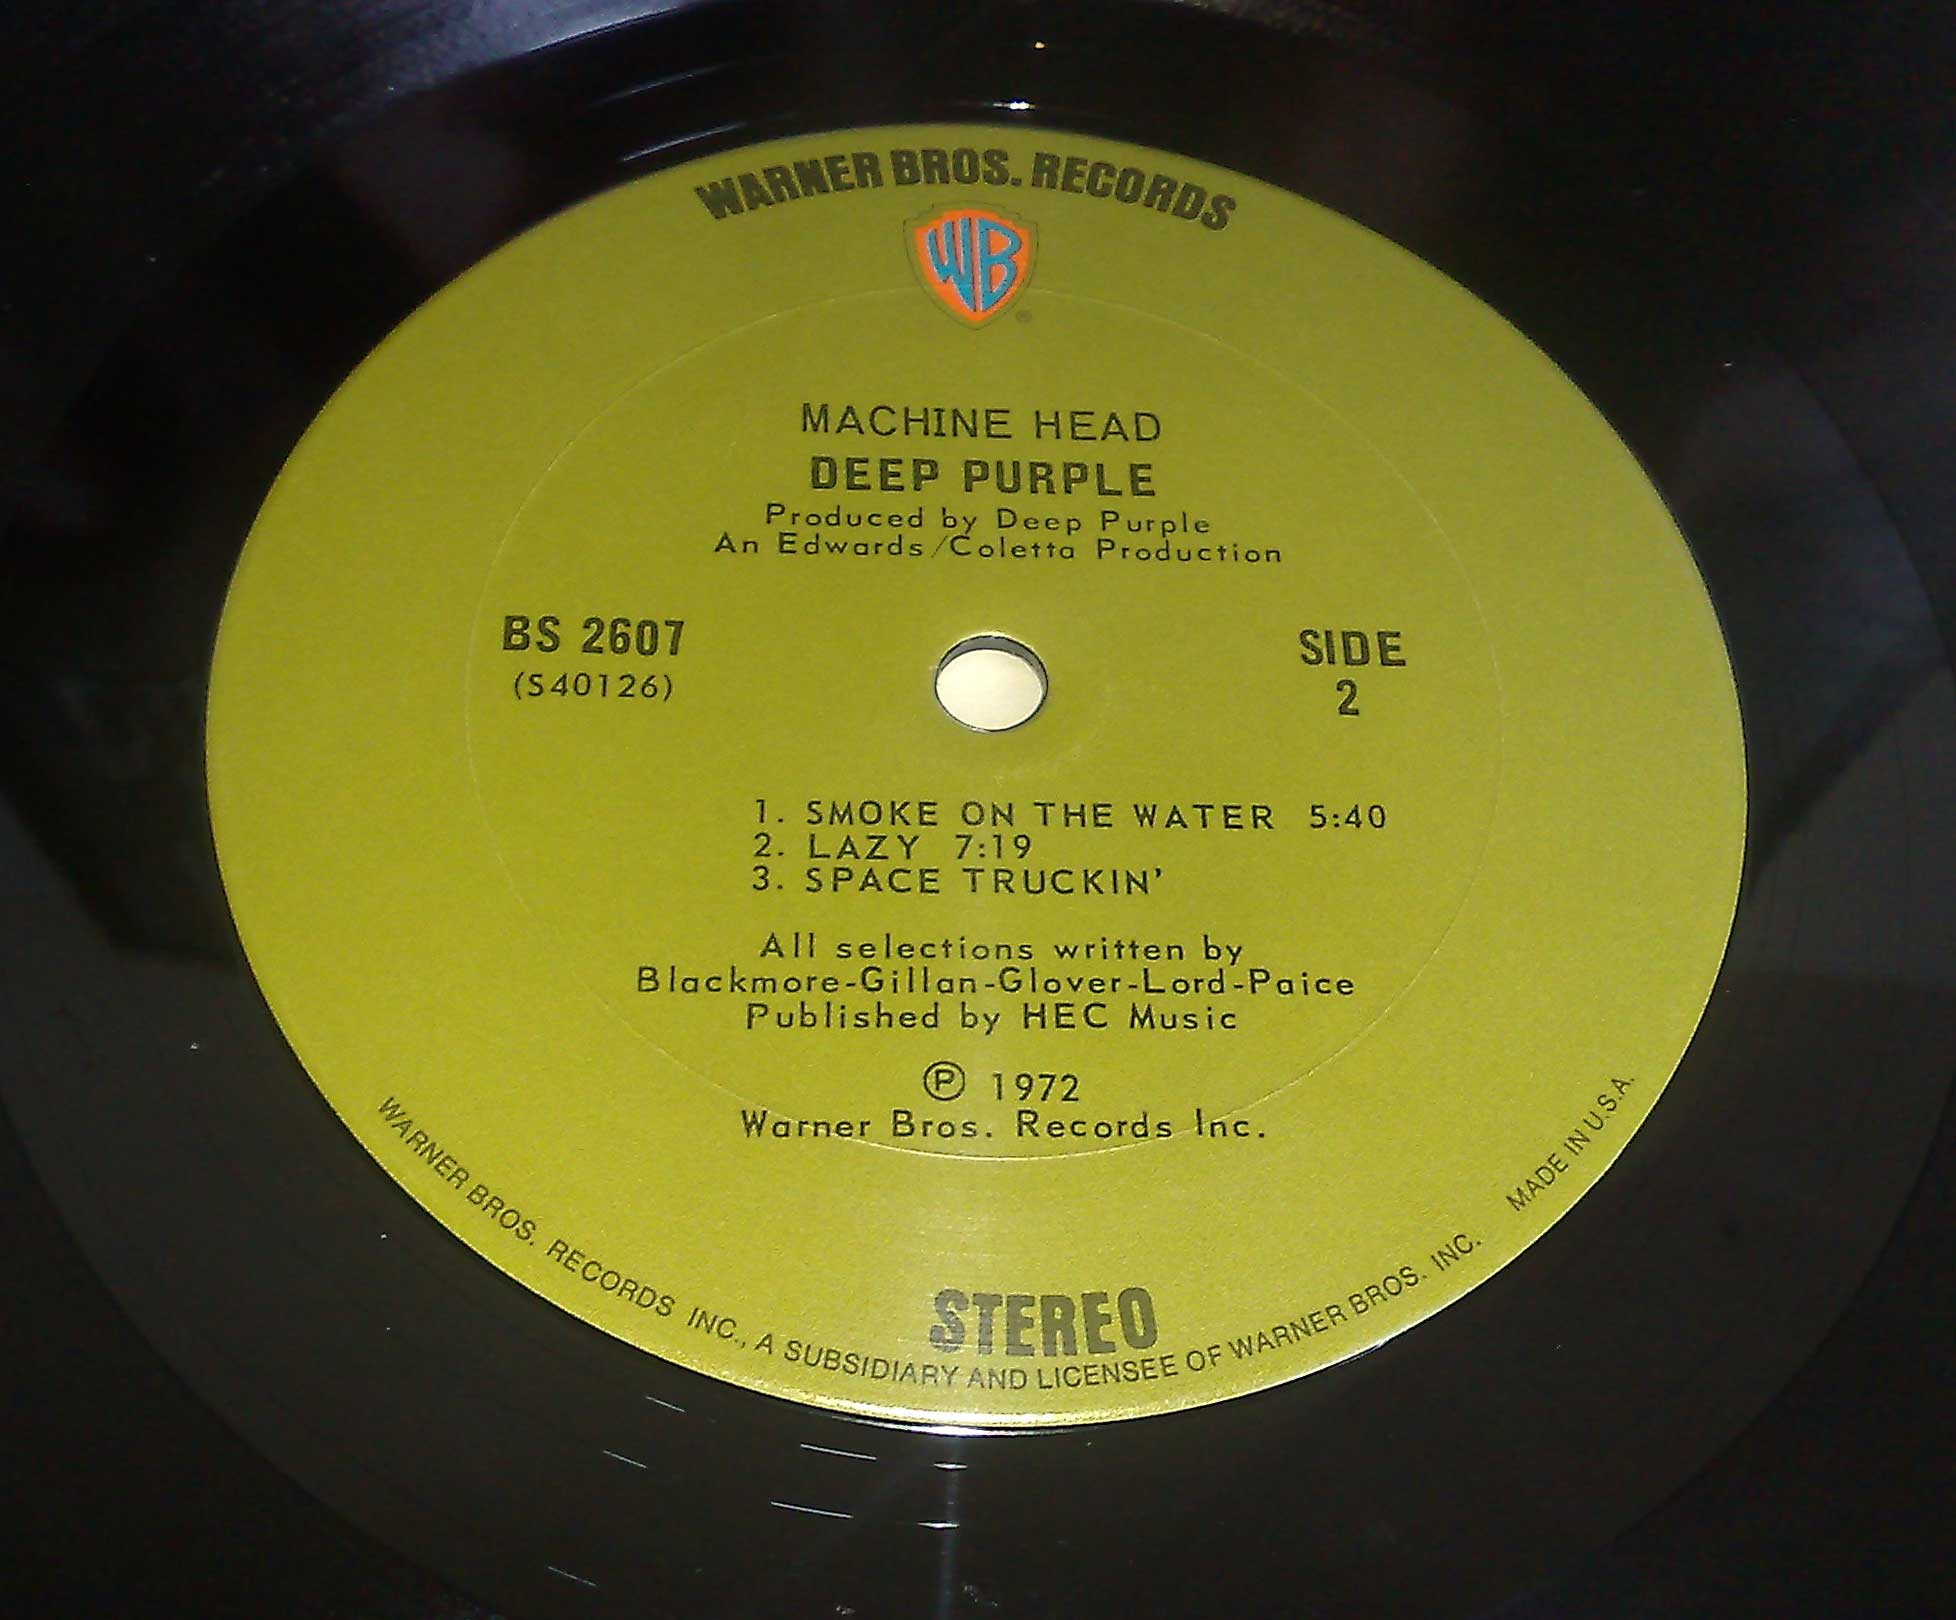 WARNER BROS. RECORDS
WB
®
MACHINE HEAD
DEEP PURPLE
Produced by Deep Purple
An Edwards/Coletta Production
BS 2607
(S40126)
SIDE
2
1. SMOKE ON THE WATER 5:40
2. LAZY 7:19
3. SPACE TRUCKIN'
All selections written by
Blackmore-Gillan-Glover-Lord-Paice
Published by HEC Music
℗ 1972
Warner Bros. Records Inc.
STEREO
WARNER BROS. RECORDS INC., A SUBSIDIARY AND LICENSEE OF WARNER BROS. INC. MADE IN U.S.A.